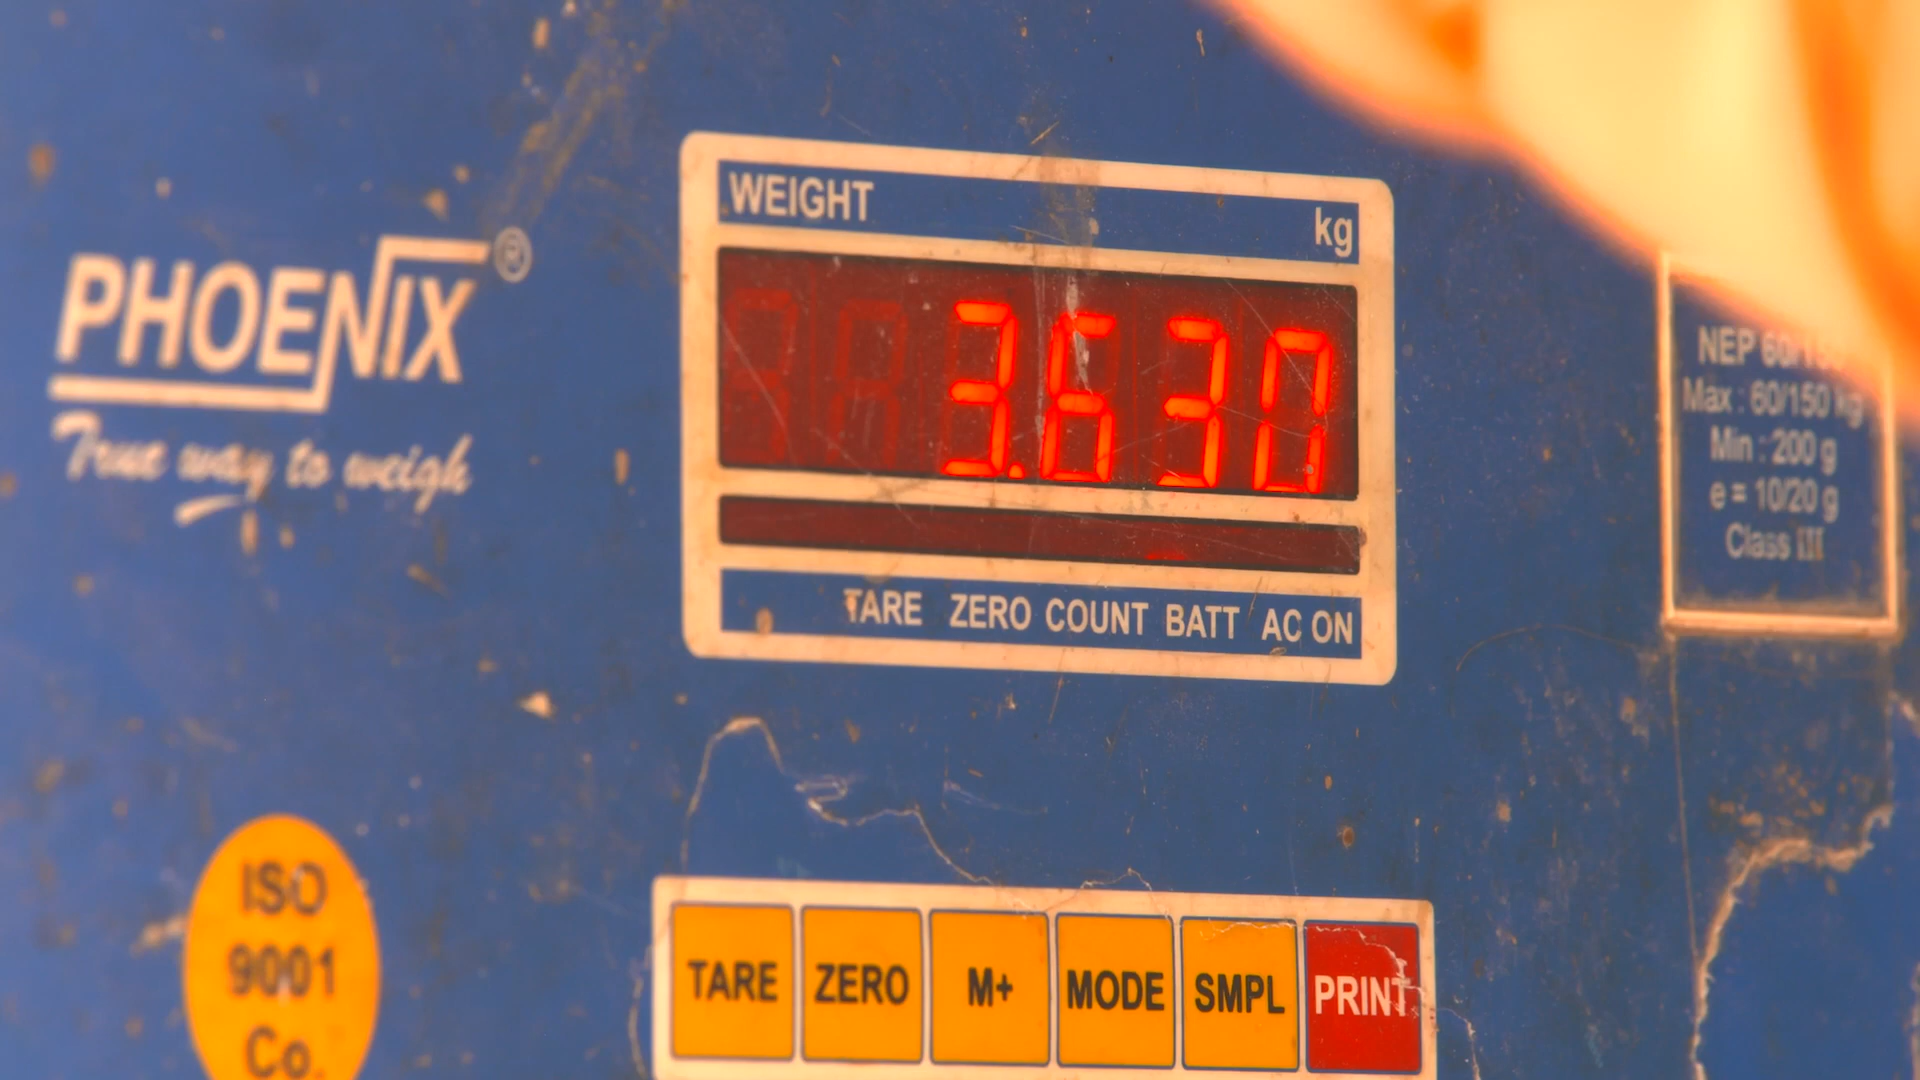 WEIGHT
kg
PHOENIX®
True way to weigh
3.630
TARE ZERO COUNT BATT AC ON
NEP
Max : 60/150 kg
Min : 200 g
e = 10/20 g
Class III
ISO
9001
Co.
TARE ZERO M+ MODE SMPL PRINT